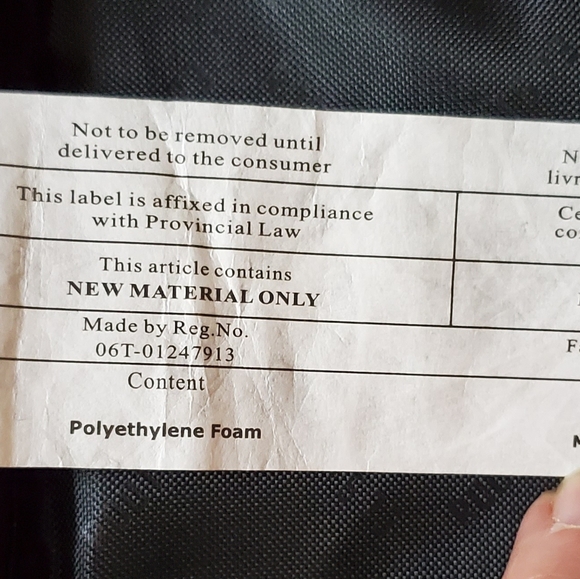 Not to be removed until
delivered to the consumer
This label is affixed in compliance
with Provincial Law
This article contains
NEW MATERIAL ONLY
Made by Reg.No.
06T-01247913
Content
Polyethylene Foam